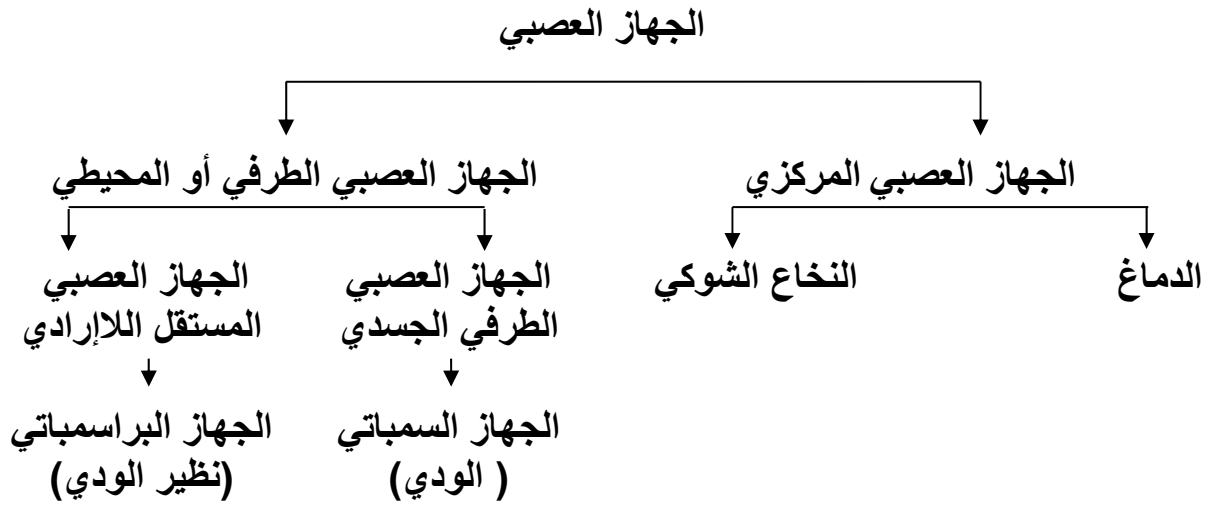 الجهاز العصبي
الجهاز العصبي المركزي
الجهاز العصبي الطرفي أو المحيطي
الدماغ
النخاع الشوكي
الجهاز العصبي
الطرفي الجسدي
الجهاز العصبي
المستقل اللاإرادي
الجهاز السمباتي
( الودي)
الجهاز البراسمباتي
(نظير الودي)